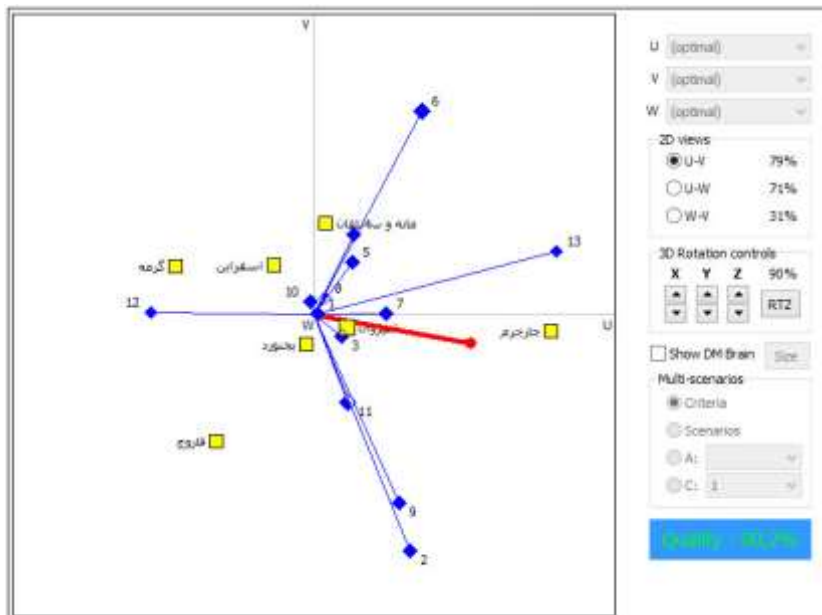 V
U (optimal)
V (optimal)
W (optimal)
2D views
U-V 79%
U-W 71%
W-V 31%
3D Rotation controls
X Y Z 90%
RTZ
Show DM Brain Size
Multi-scenarios
Criteria
Scenarios
A:
C: 1
6
مانه و
5
13
گرمه
اسفراین
8
10
12
W
7
U
3
بجنورد
جاجرم
11
فاروج
9
2